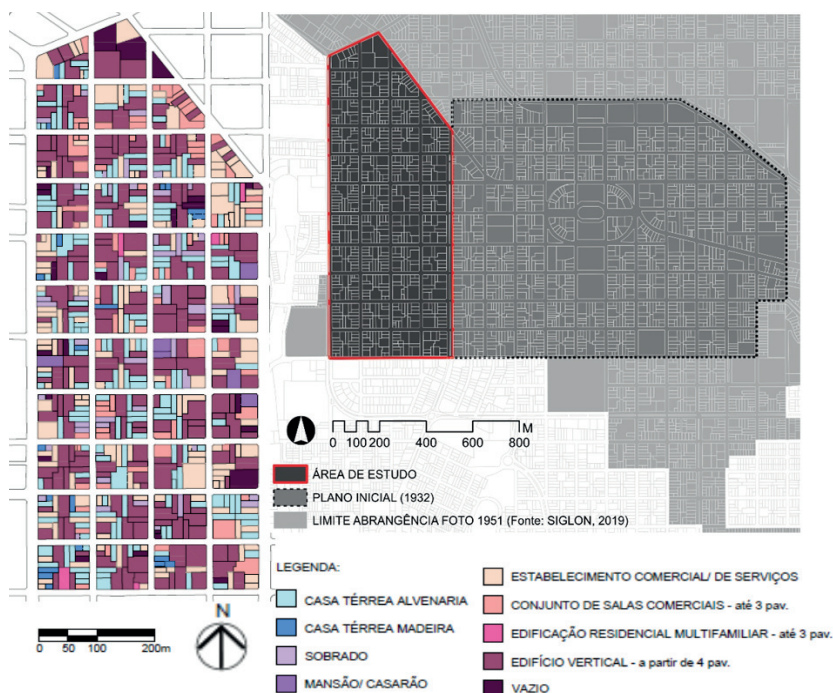 M
0 100 200 400 600 800
ÁREA DE ESTUDO
PLANO INICIAL (1932)
LIMITE ABRANGÊNCIA FOTO 1951 (Fonte: SIGLON, 2019)
N
0 50 100 200m
LEGENDA:
CASA TÉRREA ALVENARIA
CASA TÉRREA MADEIRA
SOBRADO
MANSÃO/ CASARÃO
ESTABELECIMENTO COMERCIAL/ DE SERVIÇOS
CONJUNTO DE SALAS COMERCIAIS - até 3 pav.
EDIFICAÇÃO RESIDENCIAL MULTIFAMILIAR - até 3 pav.
EDIFÍCIO VERTICAL - a partir de 4 pav.
VAZIO